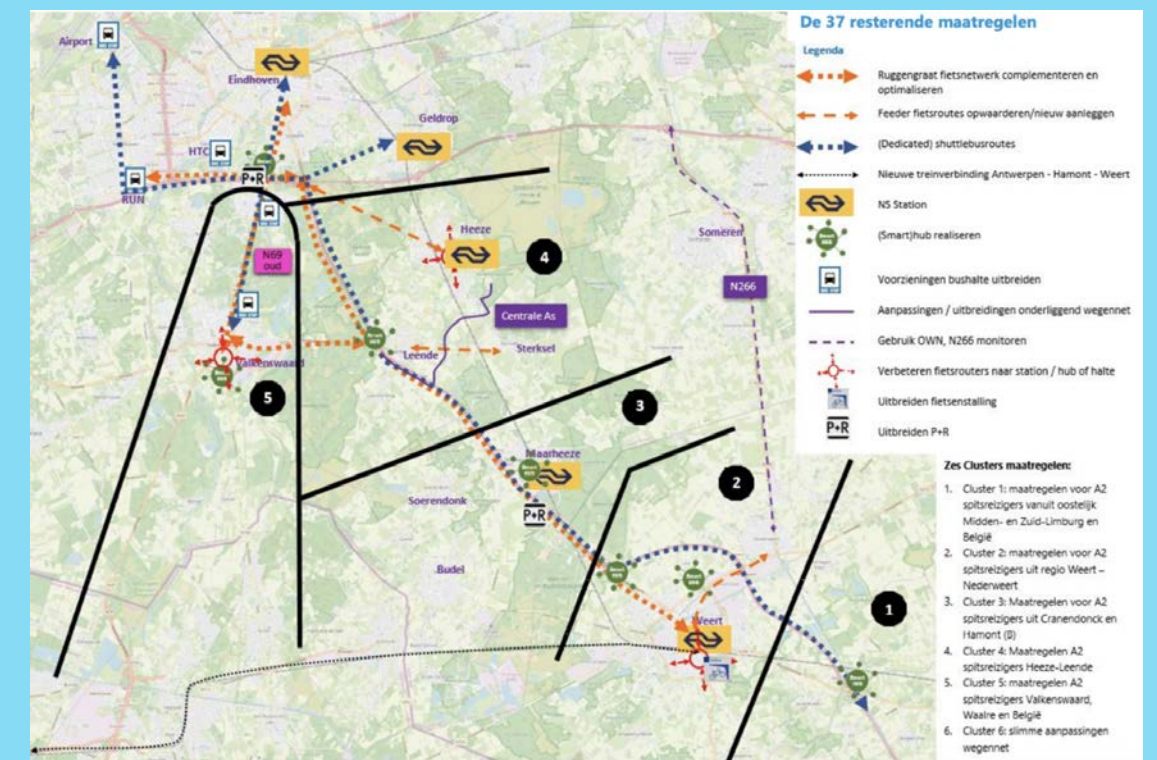 De 37 resterende maatregelen
Legenda
Ruggengraat fietsnetwerk complementeren en
optimaliseren
Feeder fietsroutes opwaarderen/nieuw aanleggen
(Dedicated) shuttlebusroutes
Nieuwe treinverbinding Antwerpen - Hamont - Weert
NS Station
(Smart)hub realiseren
Voorzieningen bushalte uitbreiden
Aanpassingen / uitbreidingen onderliggend wegennet
Gebruik OWN, N266 monitoren
Verbeteren fietsrouters naar station / hub of halte
Uitbreiden fietsenstalling
P+R
Uitbreiden P+R
Zes Clusters maatregelen:
1. Cluster 1: maatregelen voor A2
spitsreizigers vanuit oostelijk
Midden- en Zuid-Limburg en
België
2. Cluster 2: maatregelen voor A2
spitsreizigers uit regio Weert –
Nederweert
3. Cluster 3: Maatregelen voor A2
spitsreizigers uit Cranendonck en
Hamont (B)
4. Cluster 4: Maatregelen A2
spitsreizigers Heeze-Leende
5. Cluster 5: maatregelen A2
spitsreizigers Valkenswaard,
Waalre en België
6. Cluster 6: slimme aanpassingen
wegennet
Airport
Eindhoven
Geldrop
HTC
P+R
RUN
N69
oud
Heeze
4
Someren
N266
Centrale As
Leende
Sterksel
Valkenswaard
5
3
Maarheeze
2
Soerendonk
P+R
Budel
Weert
1